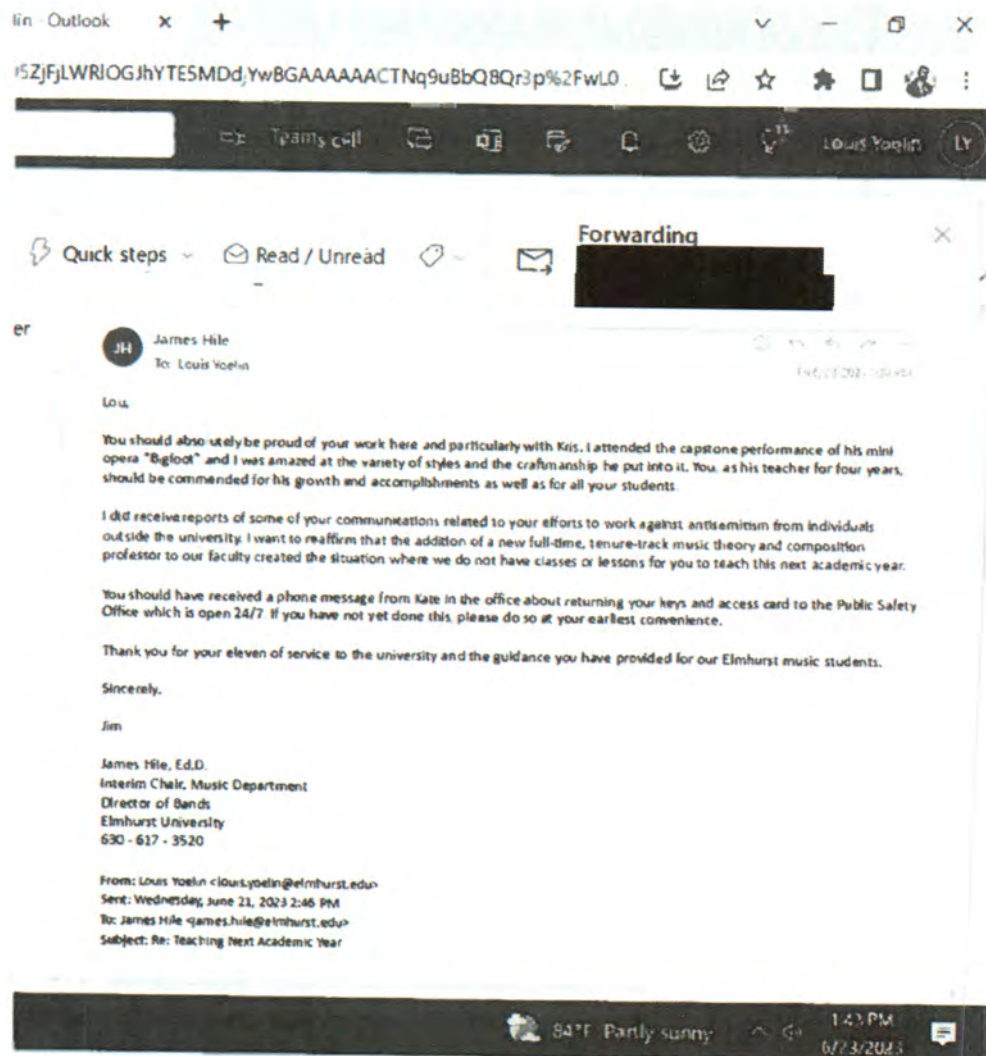 lin - Outlook
Teams call
Louis Yoelin
LY
Quick steps
Read / Unread
Forwarding
er
JH
James Hile
To: Louis Yoelin
Lou,
You should absolutely be proud of your work here and particularly with Kris. I attended the capstone performance of his mini
opera "Bigfoot" and I was amazed at the variety of styles and the craftmanship he put into it. You, as his teacher for four years,
should be commended for his growth and accomplishments as well as for all your students.
I did receive reports of some of your communications related to your efforts to work against antisemitism from individuals
outside the university. I want to reaffirm that the addition of a new full-time, tenure-track music theory and composition
professor to our faculty created the situation where we do not have classes or lessons for you to teach this next academic year.
You should have received a phone message from Kate in the office about returning your keys and access card to the Public Safety
Office which is open 24/7. If you have not yet done this, please do so at your earliest convenience.
Thank you for your eleven of service to the university and the guidance you have provided for our Elmhurst music students.
Sincerely,
Jim
James Hile, Ed.D.
Interim Chair, Music Department
Director of Bands
Elmhurst University
630 - 617 - 3520
From: Louis Yoelin <louis.yoelin@elmhurst.edu>
Sent: Wednesday, June 21, 2023 2:46 PM
To: James Hile <james.hile@elmhurst.edu>
Subject: Re: Teaching Next Academic Year
84°F Partly sunny
1:43 PM
6/23/2023